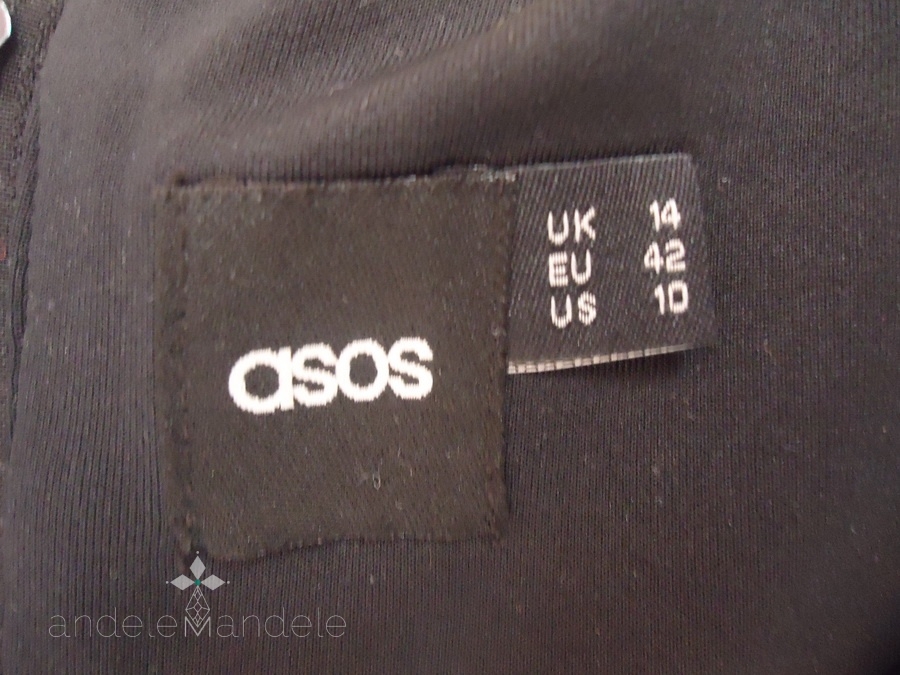 asos
UK 14
EU 42
US 10
andeleMandele